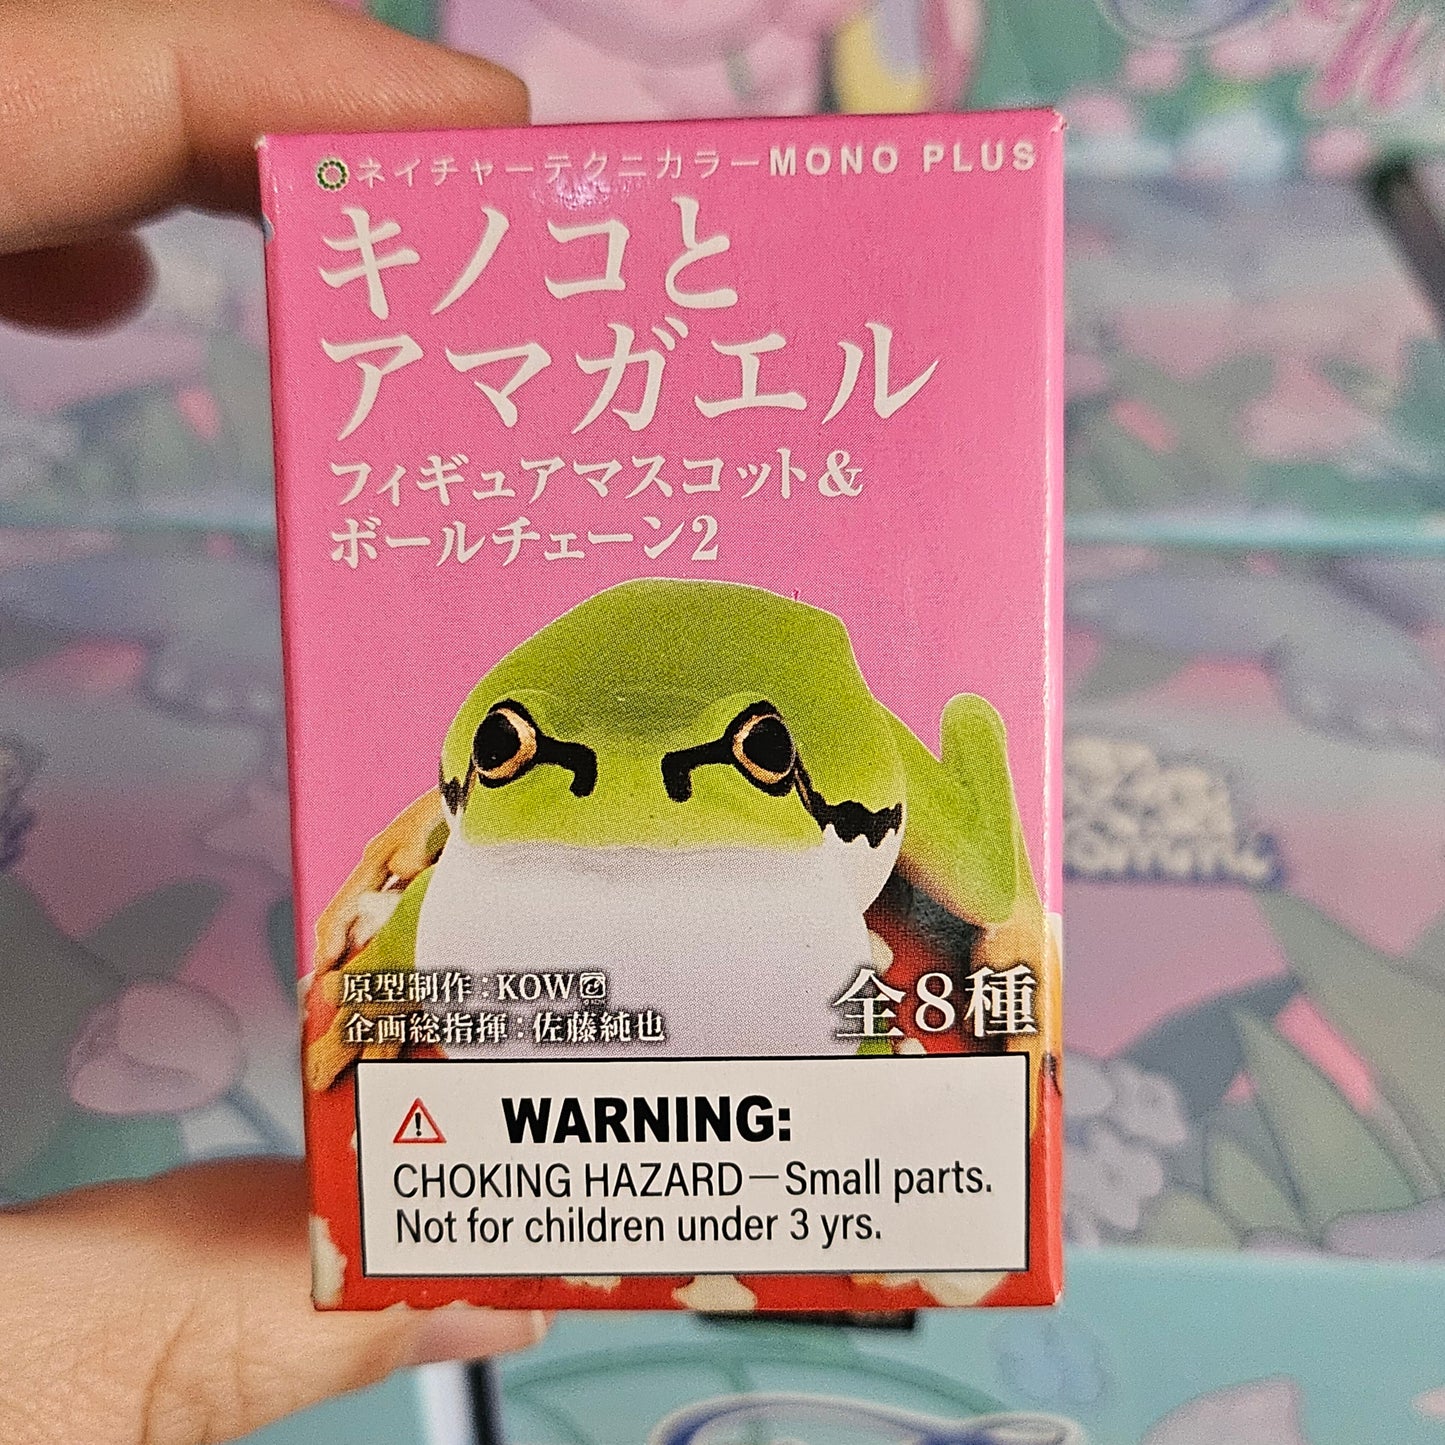 ネイチャーテクニカラーMONO PLUS
キノコと
アマガエル
フィギュアマスコット&
ボールチェーン2
原型制作:KOW
企画総指揮:佐藤純也
全8種
WARNING:
CHOKING HAZARD—Small parts.
Not for children under 3 yrs.